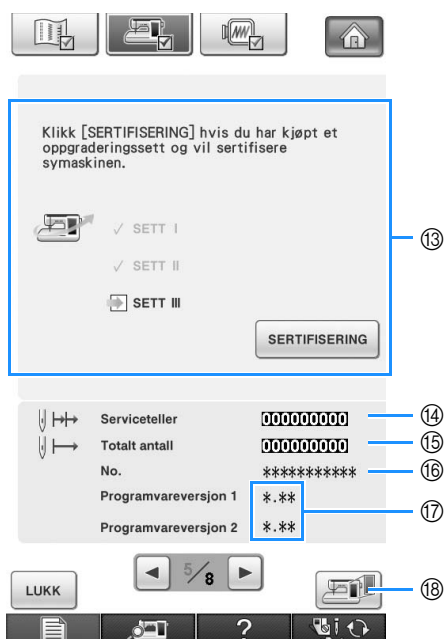 Klikk [SERTIFISERING] hvis du har kjøpt et
oppgraderingssett og vil sertifisere
symaskinen.
✓ SETT I
✓ SETT II
SETT III
SERTIFISERING
⑬
Serviceteller 000000000 ⑭
Totalt antall 000000000 ⑮
No. *********** ⑯
Programvareversjon 1 *.**
⑰
Programvareversjon 2 *.**
5/8
LUKK
⑱
?